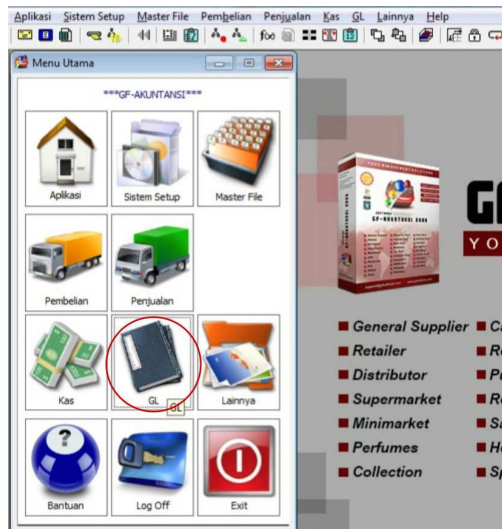 Aplikasi Sistem Setup Master File Pembelian Penjualan Kas GL Lainnya Help
Menu Utama
***GF-AKUNTANSI***
Aplikasi Sistem Setup Master File
Pembelian Penjualan
Kas GL Lainnya
GL
Bantuan Log Off Exit
YO
General Supplier
Retailer
Distributor
Supermarket
Minimarket
Perfumes
Collection